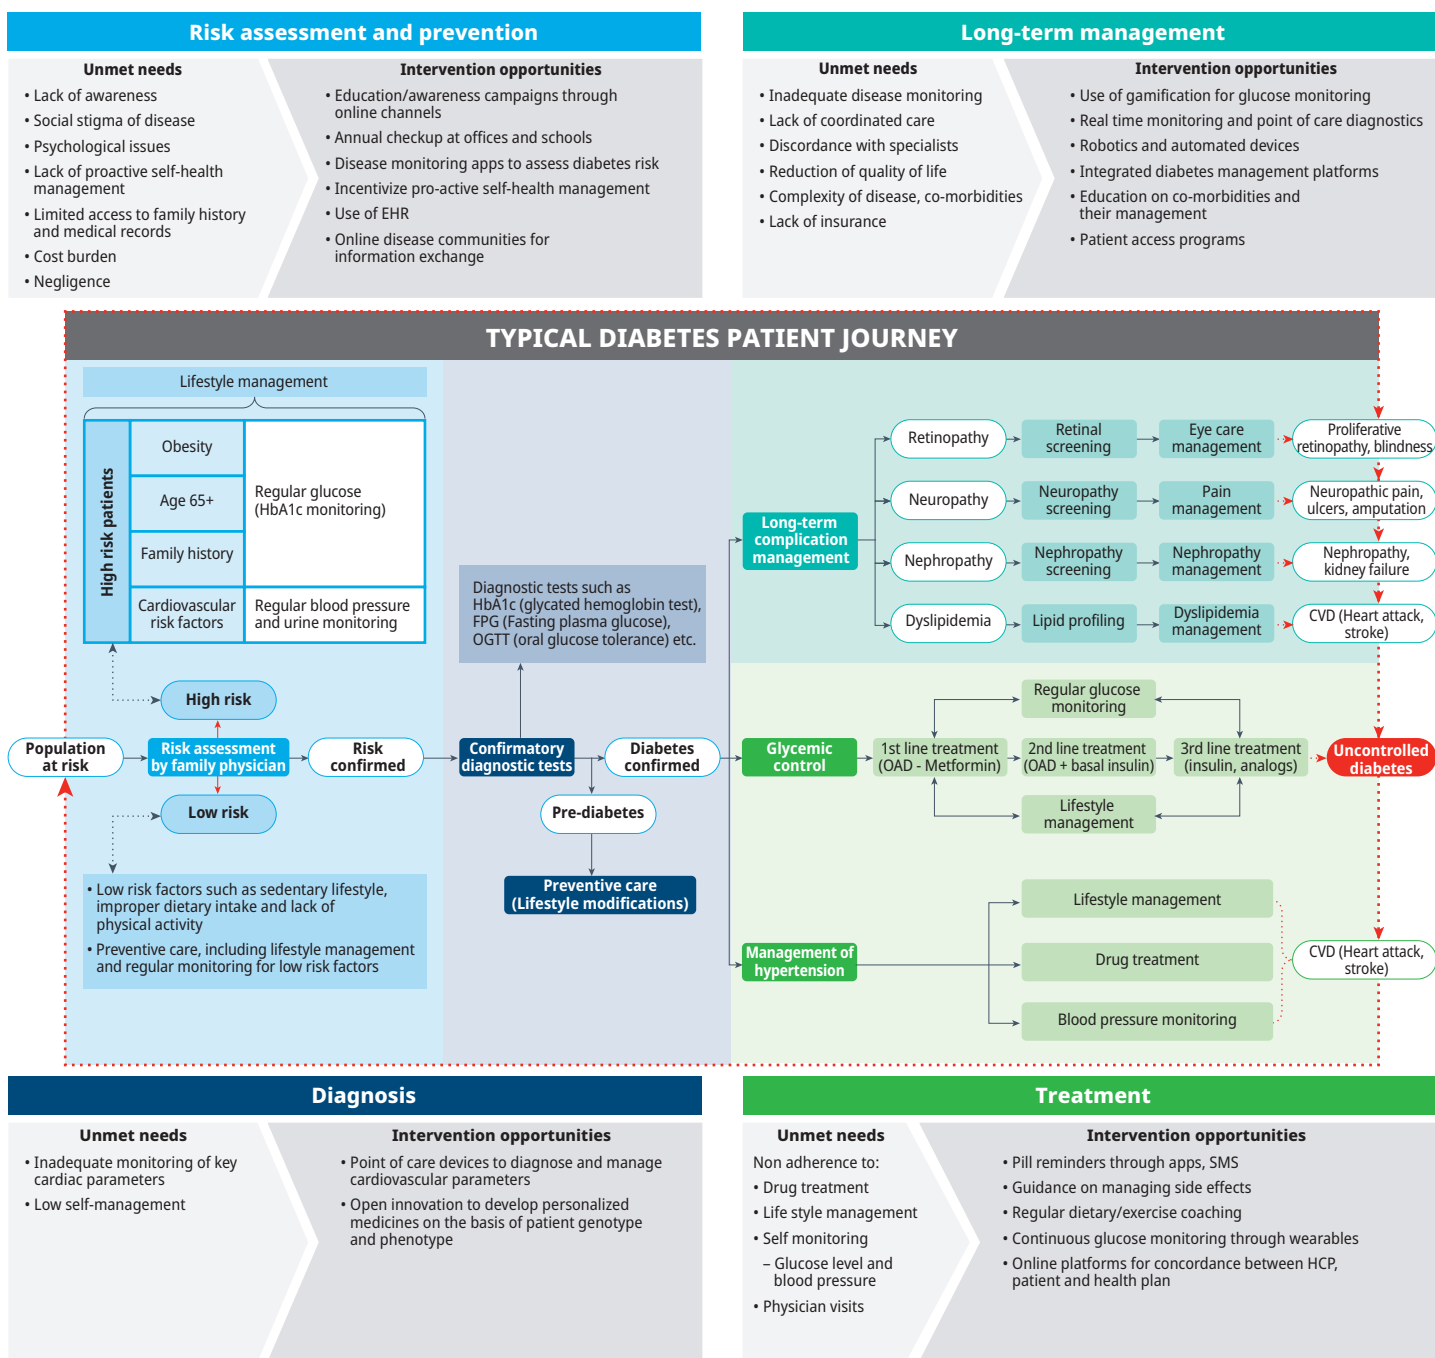 Risk assessment and prevention
Unmet needs
• Lack of awareness
• Social stigma of disease
• Psychological issues
• Lack of proactive self-health
management
• Limited access to family history
and medical records
• Cost burden
• Negligence
Intervention opportunities
• Education/awareness campaigns through
online channels
• Annual checkup at offices and schools
• Disease monitoring apps to assess diabetes risk
• Incentivize pro-active self-health management
• Use of EHR
• Online disease communities for
information exchange
Long-term management
Unmet needs
• Inadequate disease monitoring
• Lack of coordinated care
• Discordance with specialists
• Reduction of quality of life
• Complexity of disease, co-morbidities
• Lack of insurance
Intervention opportunities
• Use of gamification for glucose monitoring
• Real time monitoring and point of care diagnostics
• Robotics and automated devices
• Integrated diabetes management platforms
• Education on co-morbidities and
their management
• Patient access programs
TYPICAL DIABETES PATIENT JOURNEY
Lifestyle management
High risk patients
Obesity
Age 65+
Family history
Regular glucose
(HbA1c monitoring)
Cardiovascular
risk factors
Regular blood pressure
and urine monitoring
High risk
Population
at risk
Risk assessment
by family physician
Risk
confirmed
Low risk
• Low risk factors such as sedentary lifestyle,
improper dietary intake and lack of
physical activity
• Preventive care, including lifestyle management
and regular monitoring for low risk factors
Diagnostic tests such as
HbA1c (glycated hemoglobin test),
FPG (Fasting plasma glucose),
OGTT (oral glucose tolerance) etc.
Confirmatory
diagnostic tests
Diabetes
confirmed
Pre-diabetes
Preventive care
(Lifestyle modifications)
Long-term
complication
management
Retinopathy
Retinal
screening
Eye care
management
Proliferative
retinopathy, blindness
Neuropathy
Neuropathy
screening
Pain
management
Neuropathic pain,
ulcers, amputation
Nephropathy
Nephropathy
screening
Nephropathy
management
Nephropathy,
kidney failure
Dyslipidemia
Lipid profiling
Dyslipidemia
management
CVD (Heart attack,
stroke)
Glycemic
control
Regular glucose
monitoring
1st line treatment
(OAD - Metformin)
2nd line treatment
(OAD + basal insulin)
3rd line treatment
(insulin, analogs)
Uncontrolled
diabetes
Lifestyle
management
Management of
hypertension
Lifestyle management
Drug treatment
Blood pressure monitoring
CVD (Heart attack,
stroke)
Diagnosis
Unmet needs
• Inadequate monitoring of key
cardiac parameters
• Low self-management
Intervention opportunities
• Point of care devices to diagnose and manage
cardiovascular parameters
• Open innovation to develop personalized
medicines on the basis of patient genotype
and phenotype
Treatment
Unmet needs
Non adherence to:
• Drug treatment
• Life style management
• Self monitoring
– Glucose level and
blood pressure
• Physician visits
Intervention opportunities
• Pill reminders through apps, SMS
• Guidance on managing side effects
• Regular dietary/exercise coaching
• Continuous glucose monitoring through wearables
• Online platforms for concordance between HCP,
patient and health plan